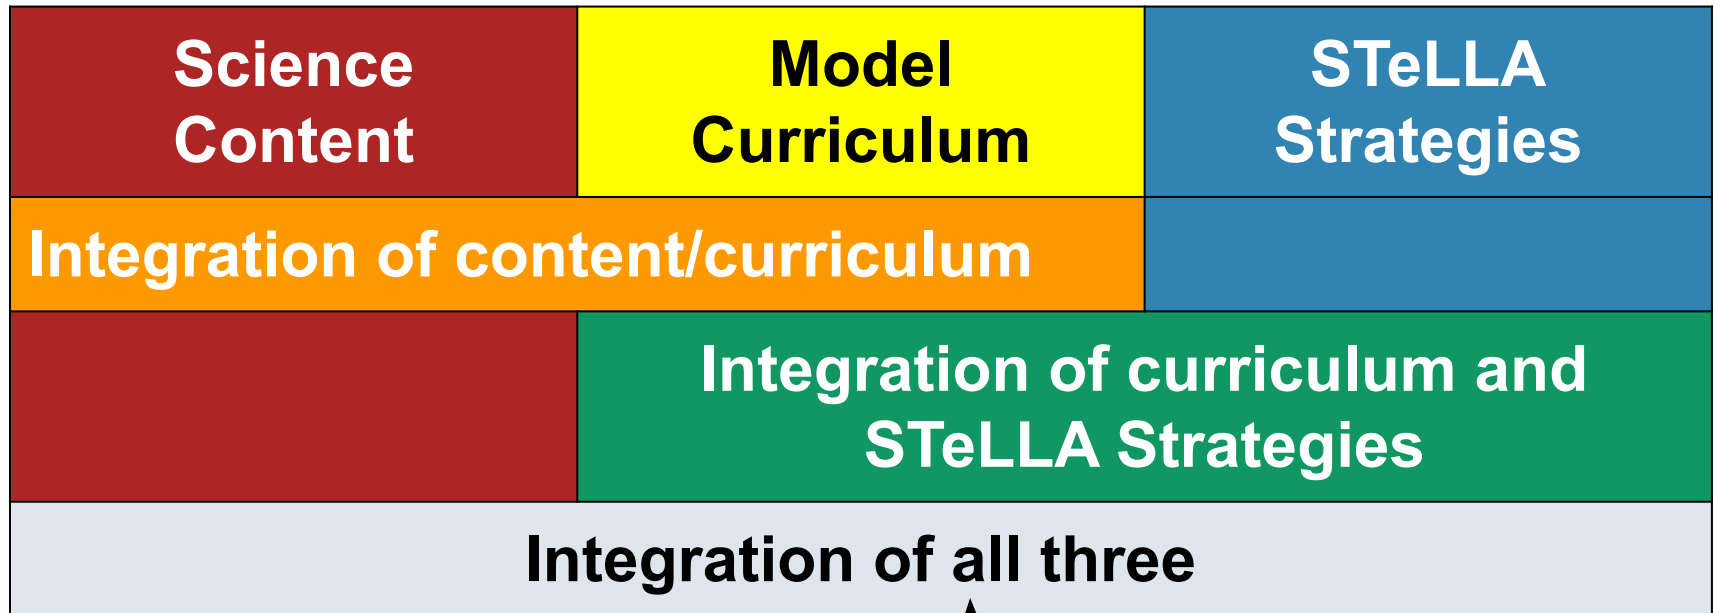 Science
Content
Model
Curriculum
STeLLA
Strategies
Integration of content/curriculum
Integration of curriculum and
STeLLA Strategies
Integration of all three